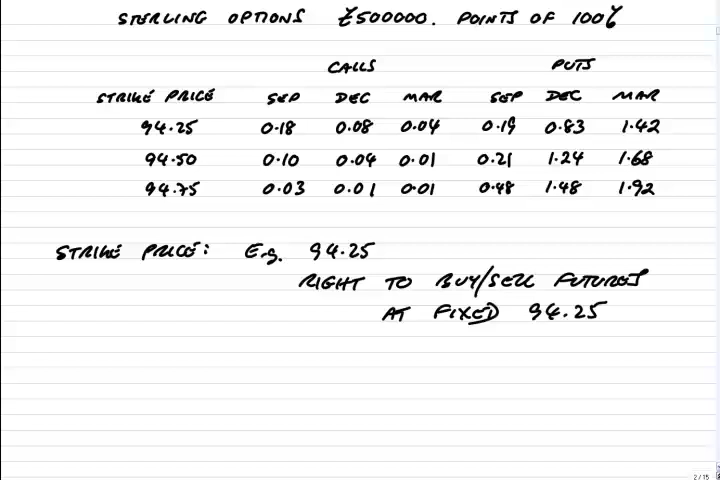 STERLING OPTIONS £500000. POINTS OF 100%
CALLS PUTS
STRIKE PRICE SEP DEC MAR SEP DEC MAR
94.25 0.18 0.08 0.04 0.19 0.83 1.42
94.50 0.10 0.04 0.01 0.21 1.24 1.68
94.75 0.03 0.01 0.01 0.48 1.48 1.92
STRIKE PRICE: E.g. 94.25
RIGHT TO BUY/SELL FUTURES
AT FIXED 94.25
2/15